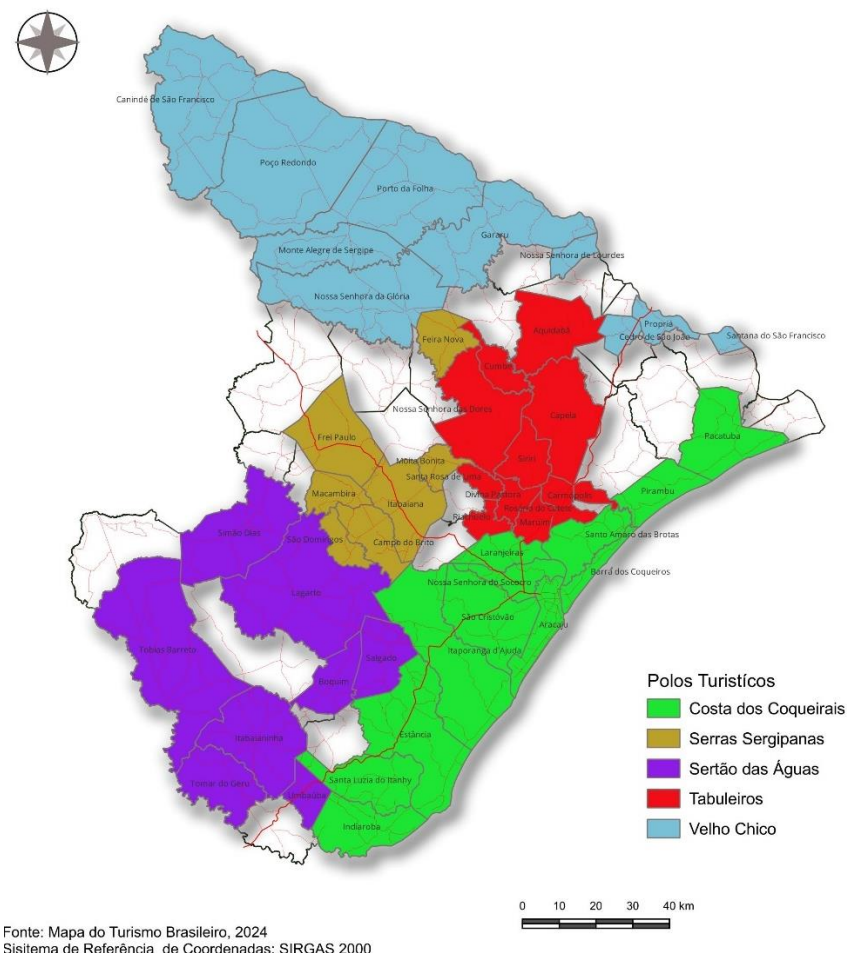 Canindé de São Francisco
Poço Redondo
Porto da Folha
Gararu
Monte Alegre de Sergipe
Nossa Senhora de Lourdes
Nossa Senhora da Glória
Propriá
Aquidabã
Cedro de São João
Santana do São Francisco
Feira Nova
Cumbe
Nossa Senhora das Dores
Capela
Frei Paulo
Pacatuba
Siriri
Moita Bonita
Santa Rosa de Lima
Pirambu
Macambira
Divina Pastora
Carmópolis
Itabaiana
Rosário do Catete
Riachuelo
Maruim
Simão Dias
São Domingos
Campo do Brito
Santo Amaro das Brotas
Laranjeiras
Barra dos Coqueiros
Nossa Senhora do Socorro
Lagarto
São Cristóvão
Aracaju
Tobias Barreto
Salgado
Itaporanga d'Ajuda
Boquim
Itabaianinha
Estância
Tomar do Geru
Umbaúba
Santa Luzia do Itanhy
Indiaroba
Polos Turistícos
Costa dos Coqueirais
Serras Sergipanas
Sertão das Águas
Tabuleiros
Velho Chico
0 10 20 30 40 km
Fonte: Mapa do Turismo Brasileiro, 2024
Sisitema de Referência de Coordenadas: SIRGAS 2000